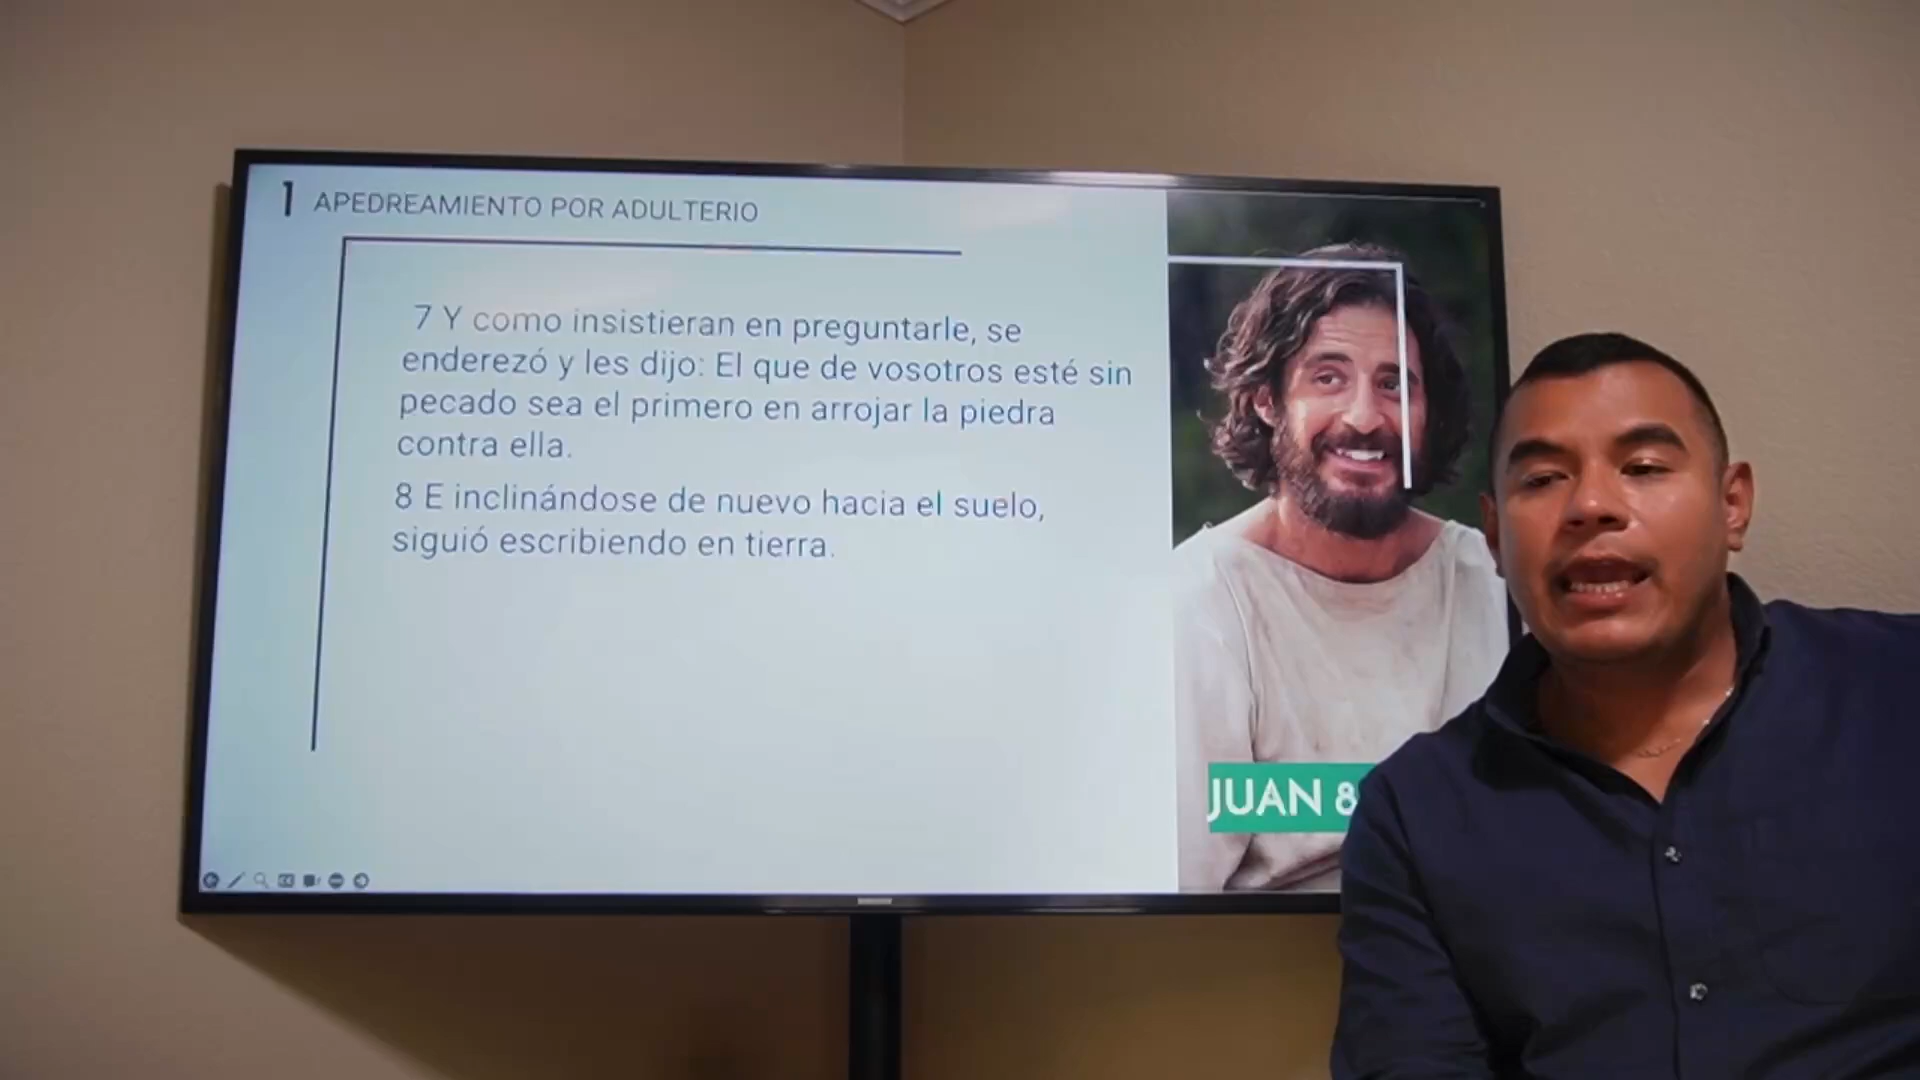 1 APEDREAMIENTO POR ADULTERIO
7 Y como insistieran en preguntarle, se
enderezó y les dijo: El que de vosotros esté sin
pecado sea el primero en arrojar la piedra
contra ella.
8 E inclinándose de nuevo hacia el suelo,
siguió escribiendo en tierra.
JUAN 8